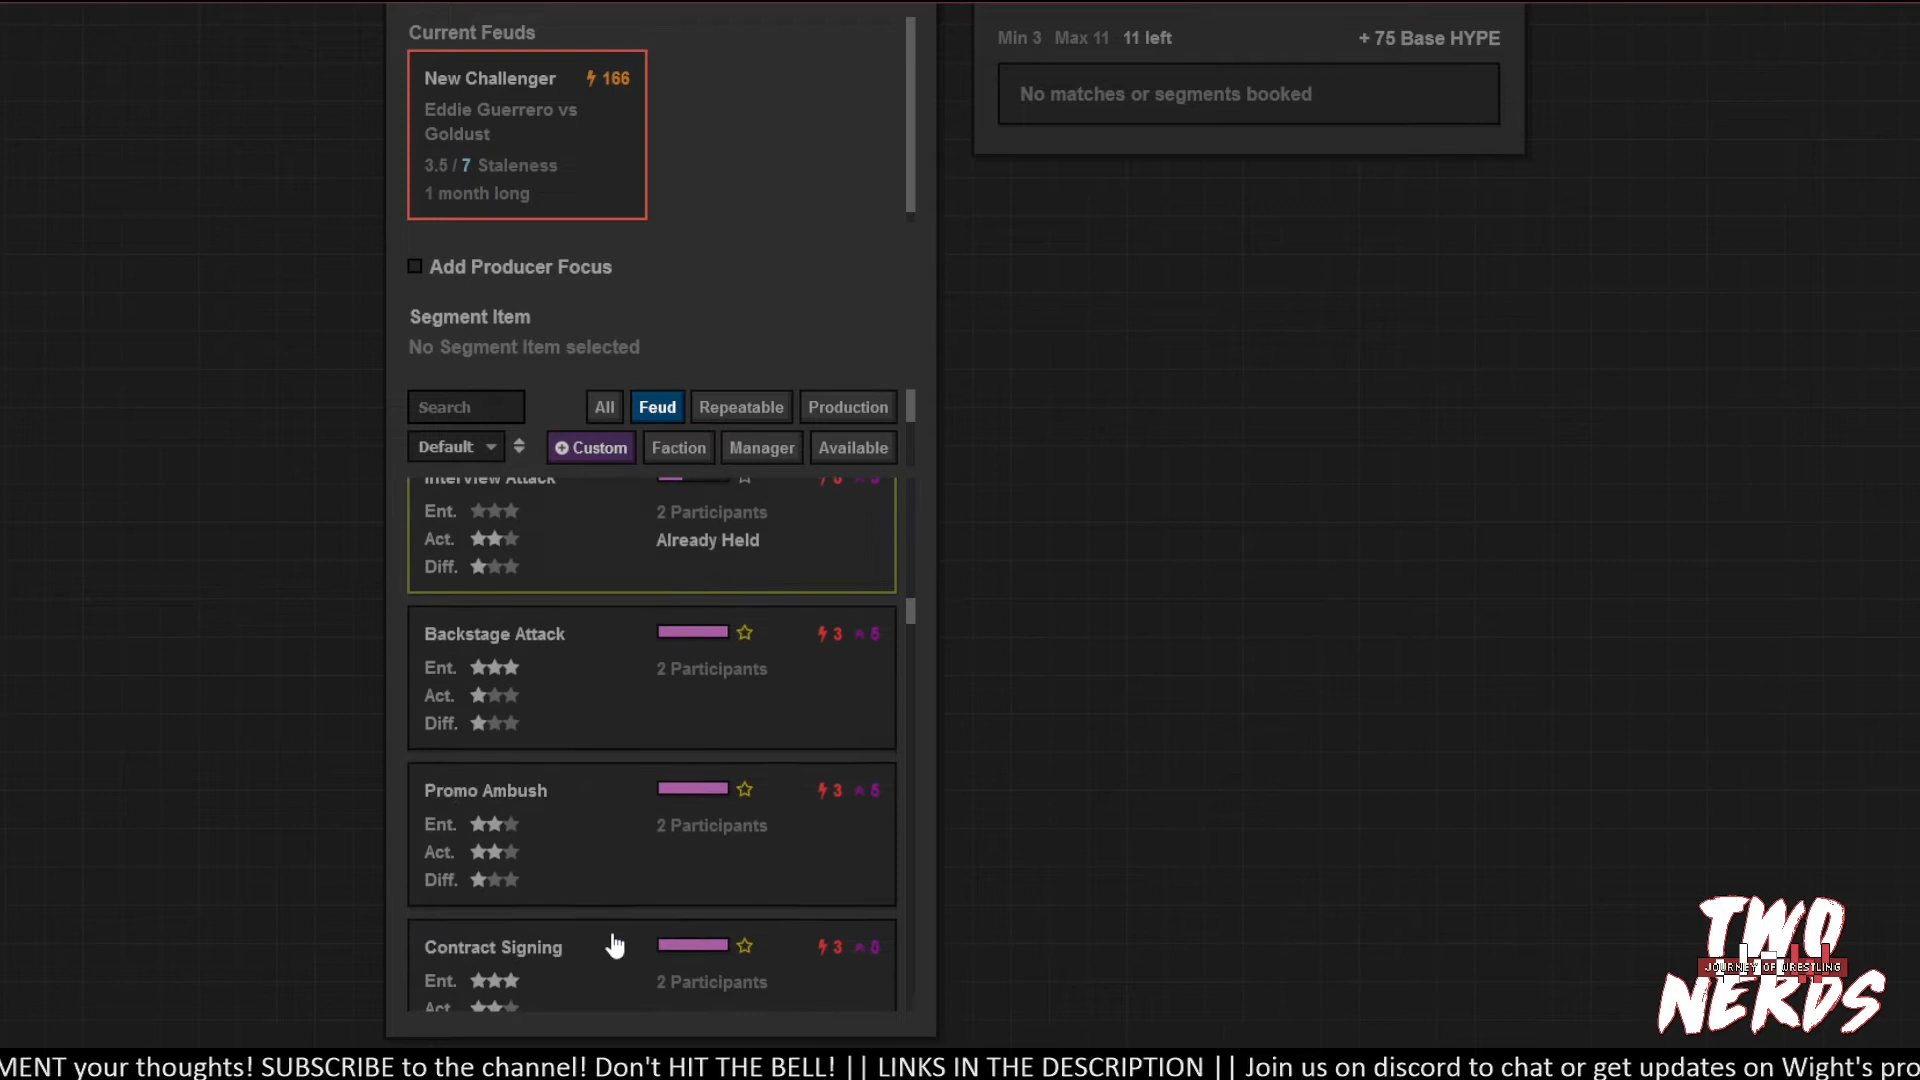 Current Feuds
New Challenger 166
Eddie Guerrero vs
Goldust
3.5 / 7 Staleness
1 month long
Add Producer Focus
Segment Item
No Segment Item selected
Search All Feud Repeatable Production
Default Custom Faction Manager Available
Interview Attack
Ent. 2 Participants
Act. Already Held
Diff.
Backstage Attack 3 5
Ent. 2 Participants
Act.
Diff.
Promo Ambush 3 5
Ent. 2 Participants
Act.
Diff.
Contract Signing 3
Ent. 2 Participants
Act.
Min 3 Max 11 11 left + 75 Base HYPE
No matches or segments booked
TWO
JOURNEY OF WRESTLING
NERDS
MENT your thoughts! SUBSCRIBE to the channel! Don't HIT THE BELL! || LINKS IN THE DESCRIPTION || Join us on discord to chat or get updates on Wight's pro